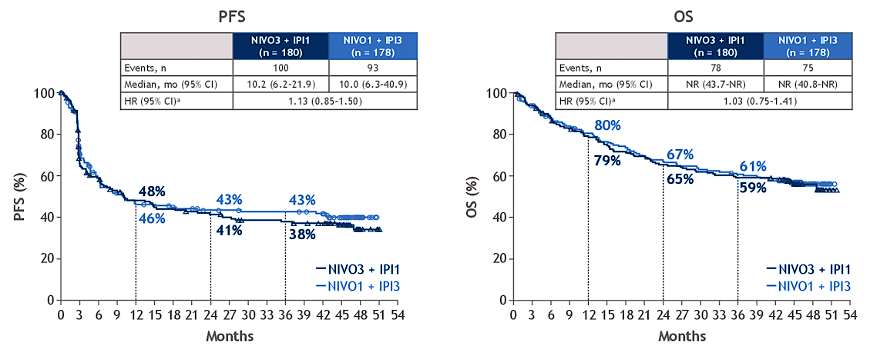 PFS
NIVO3 + IPI1 (n = 180)
NIVO1 + IPI3 (n = 178)
Events, n 100 93
Median, mo (95% CI) 10.2 (6.2-21.9) 10.0 (6.3-40.9)
HR (95% CI)ᵃ 1.13 (0.85-1.50)
100
80
60
40
20
0
PFS (%)
48%
46%
43%
41%
43%
38%
NIVO3 + IPI1
NIVO1 + IPI3
0 3 6 9 12 15 18 21 24 27 30 33 36 39 42 45 48 51 54
Months
OS
NIVO3 + IPI1 (n = 180)
NIVO1 + IPI3 (n = 178)
Events, n 78 75
Median, mo (95% CI) NR (43.7-NR) NR (40.8-NR)
HR (95% CI)ᵃ 1.03 (0.75-1.41)
100
80
60
40
20
0
OS (%)
80%
79%
67%
65%
61%
59%
NIVO3 + IPI1
NIVO1 + IPI3
0 3 6 9 12 15 18 21 24 27 30 33 36 39 42 45 48 51 54
Months